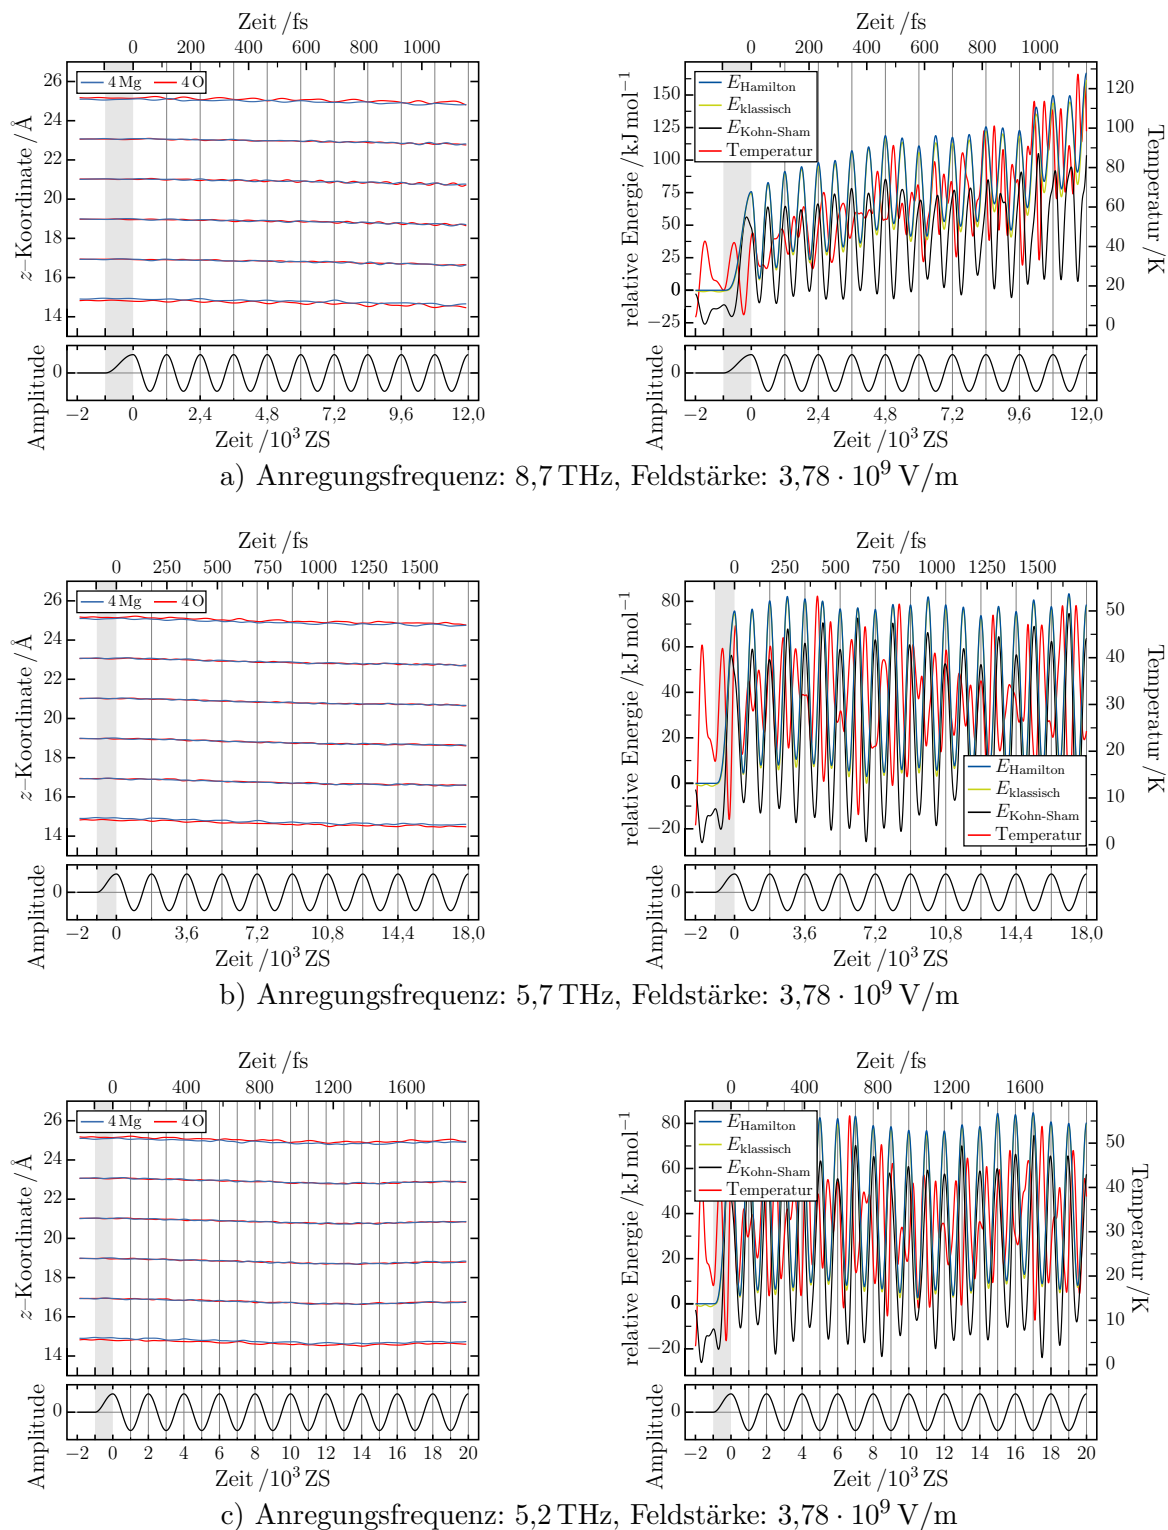 Zeit /fs
0 200 400 600 800 1000
26
24
22
20
18
16
14
z–Koordinate /Å
4 Mg 4 O
Amplitude
0
−2 0 2,4 4,8 7,2 9,6 12,0
Zeit /10³ ZS
Zeit /fs
0 200 400 600 800 1000
150
125
100
75
50
25
0
−25
relative Energie /kJ mol⁻¹
E_Hamilton
E_klassisch
E_Kohn-Sham
Temperatur
120
100
80
60
40
20
0
Temperatur /K
Amplitude
0
−2 0 2,4 4,8 7,2 9,6 12,0
Zeit /10³ ZS
a) Anregungsfrequenz: 8,7 THz, Feldstärke: 3,78 · 10⁹ V/m
Zeit /fs
0 250 500 750 1000 1250 1500
26
24
22
20
18
16
14
z–Koordinate /Å
4 Mg 4 O
Amplitude
0
−2 0 3,6 7,2 10,8 14,4 18,0
Zeit /10³ ZS
Zeit /fs
0 250 500 750 1000 1250 1500
80
60
40
20
0
−20
relative Energie /kJ mol⁻¹
E_Hamilton
E_klassisch
E_Kohn-Sham
Temperatur
50
40
30
20
10
0
Temperatur /K
Amplitude
0
−2 0 3,6 7,2 10,8 14,4 18,0
Zeit /10³ ZS
b) Anregungsfrequenz: 5,7 THz, Feldstärke: 3,78 · 10⁹ V/m
Zeit /fs
0 400 800 1200 1600
26
24
22
20
18
16
14
z–Koordinate /Å
4 Mg 4 O
Amplitude
0
−2 0 2 4 6 8 10 12 14 16 18 20
Zeit /10³ ZS
Zeit /fs
0 400 800 1200 1600
80
60
40
20
0
−20
relative Energie /kJ mol⁻¹
E_Hamilton
E_klassisch
E_Kohn-Sham
Temperatur
50
40
30
20
10
0
Temperatur /K
Amplitude
0
−2 0 2 4 6 8 10 12 14 16 18 20
Zeit /10³ ZS
c) Anregungsfrequenz: 5,2 THz, Feldstärke: 3,78 · 10⁹ V/m